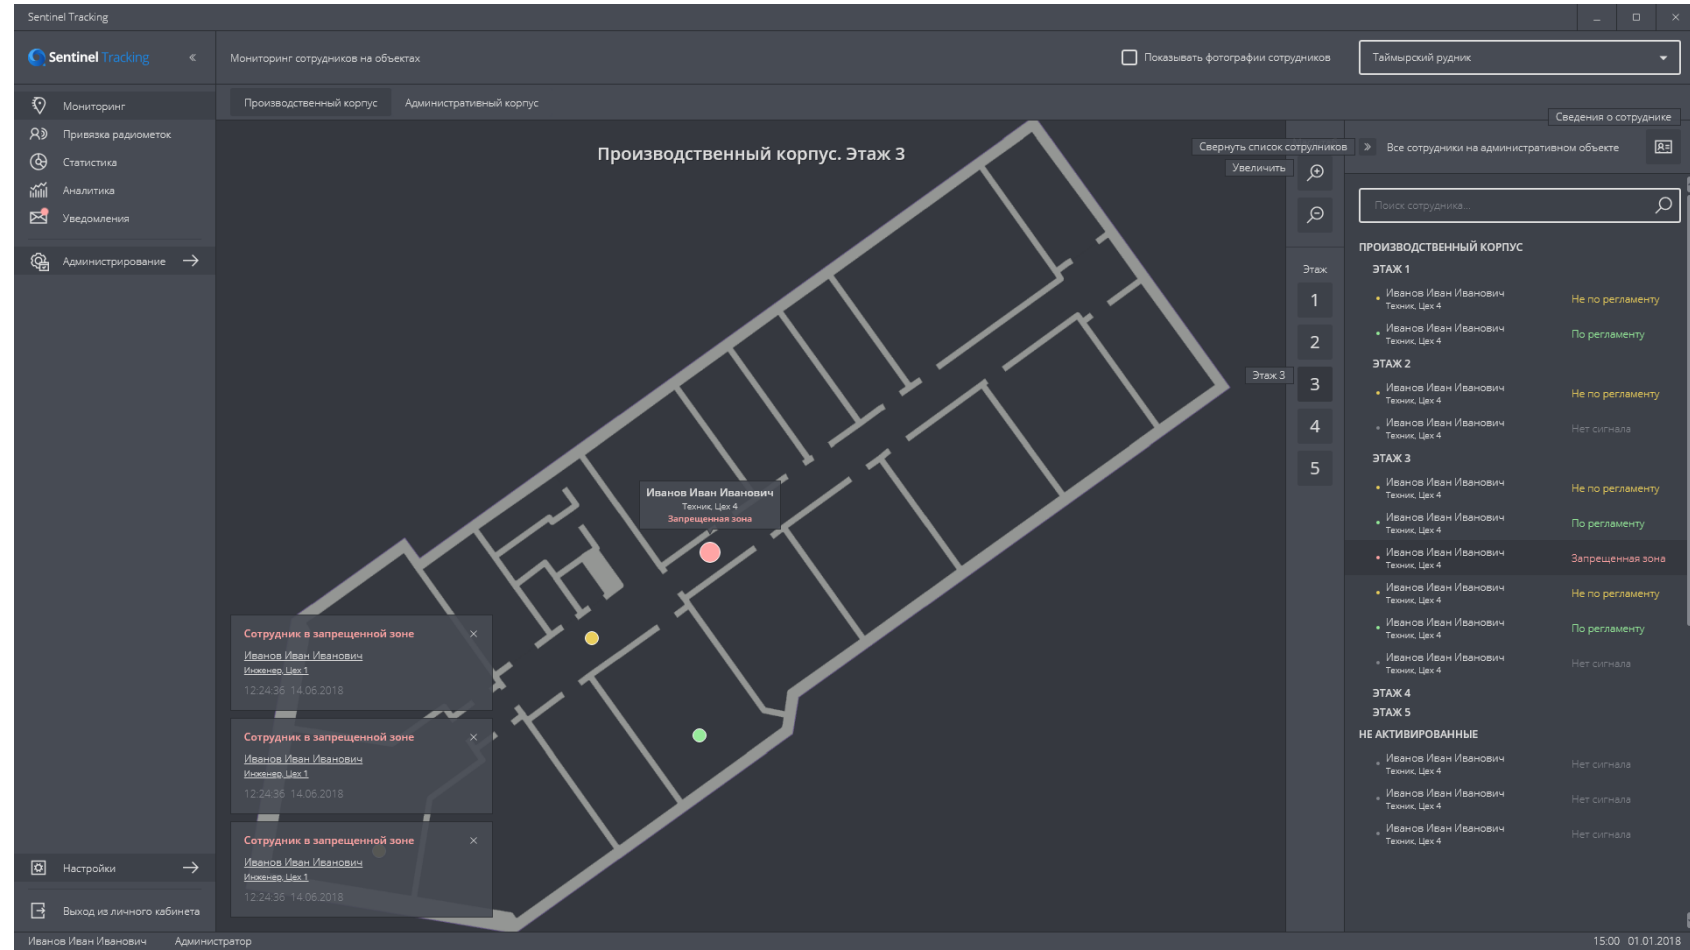 Sentinel Tracking
Sentinel Tracking
Мониторинг сотрудников на объектах
Показывать фотографии сотрудников
Таймырский рудник
Мониторинг
Привязка радиометок
Статистика
Аналитика
Уведомления
Администрирование
Настройки
Выход из личного кабинета
Производственный корпус
Административный корпус
Производственный корпус. Этаж 3
Иванов Иван Иванович
Техник, Цех 4
Запрещенная зона
Сотрудник в запрещенной зоне
Иванов Иван Иванович
Инженер, Цех 1
12:24:36 14.06.2018
Сотрудник в запрещенной зоне
Иванов Иван Иванович
Инженер, Цех 1
12:24:36 14.06.2018
Сотрудник в запрещенной зоне
Иванов Иван Иванович
Инженер, Цех 1
12:24:36 14.06.2018
Свернуть список сотрулников
Увеличить
Этаж
1
2
Этаж 3
3
4
5
Сведения о сотруднике
Все сотрудники на административном объекте
Поиск сотрудника...
ПРОИЗВОДСТВЕННЫЙ КОРПУС
ЭТАЖ 1
Иванов Иван Иванович
Техник, Цех 4
Не по регламенту
Иванов Иван Иванович
Техник, Цех 4
По регламенту
ЭТАЖ 2
Иванов Иван Иванович
Техник, Цех 4
Не по регламенту
Иванов Иван Иванович
Техник, Цех 4
Нет сигнала
ЭТАЖ 3
Иванов Иван Иванович
Техник, Цех 4
Не по регламенту
Иванов Иван Иванович
Техник, Цех 4
По регламенту
Иванов Иван Иванович
Техник, Цех 4
Запрещенная зона
Иванов Иван Иванович
Техник, Цех 4
Не по регламенту
Иванов Иван Иванович
Техник, Цех 4
По регламенту
Иванов Иван Иванович
Техник, Цех 4
Нет сигнала
ЭТАЖ 4
ЭТАЖ 5
НЕ АКТИВИРОВАННЫЕ
Иванов Иван Иванович
Техник, Цех 4
Нет сигнала
Иванов Иван Иванович
Техник, Цех 4
Нет сигнала
Иванов Иван Иванович
Техник, Цех 4
Нет сигнала
Иванов Иван Иванович
Администратор
15:00 01.01.2018